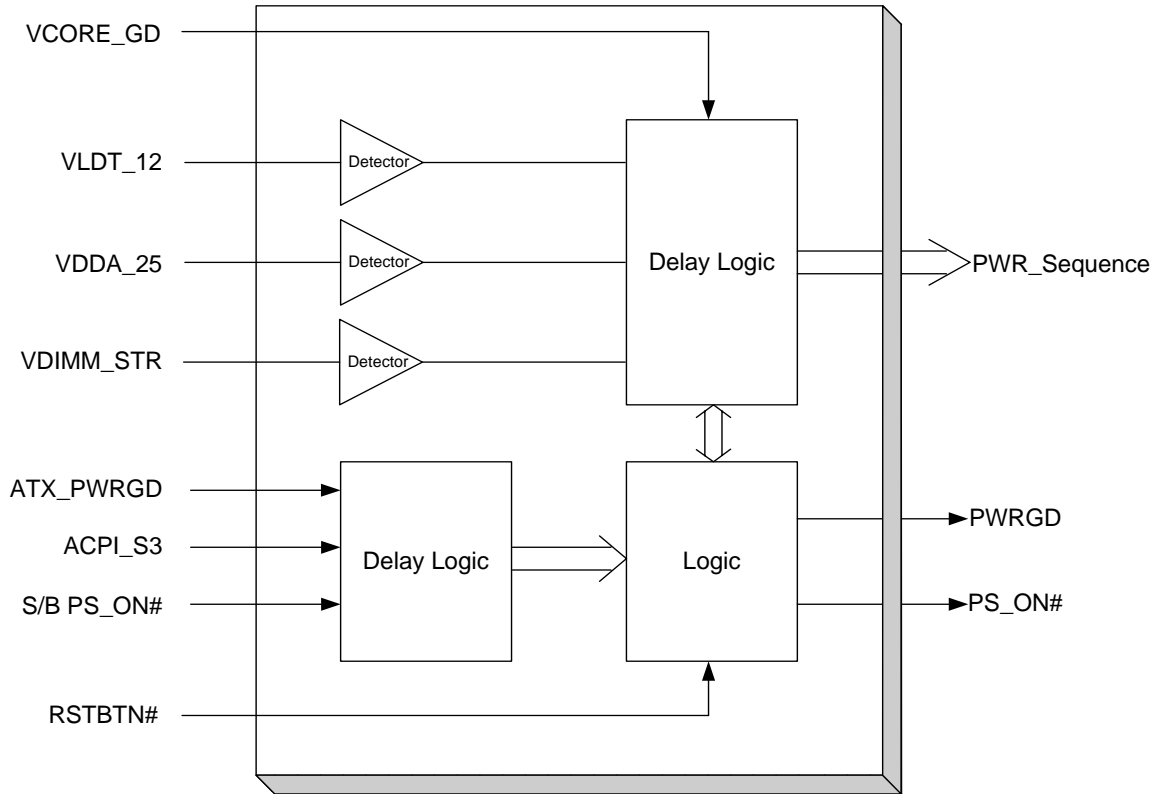 VCORE_GD
VLDT_12
Detector
VDDA_25
Detector
Delay Logic
PWR_Sequence
VDIMM_STR
Detector
ATX_PWRGD
PWRGD
ACPI_S3
Delay Logic
Logic
S/B PS_ON#
PS_ON#
RSTBTN#